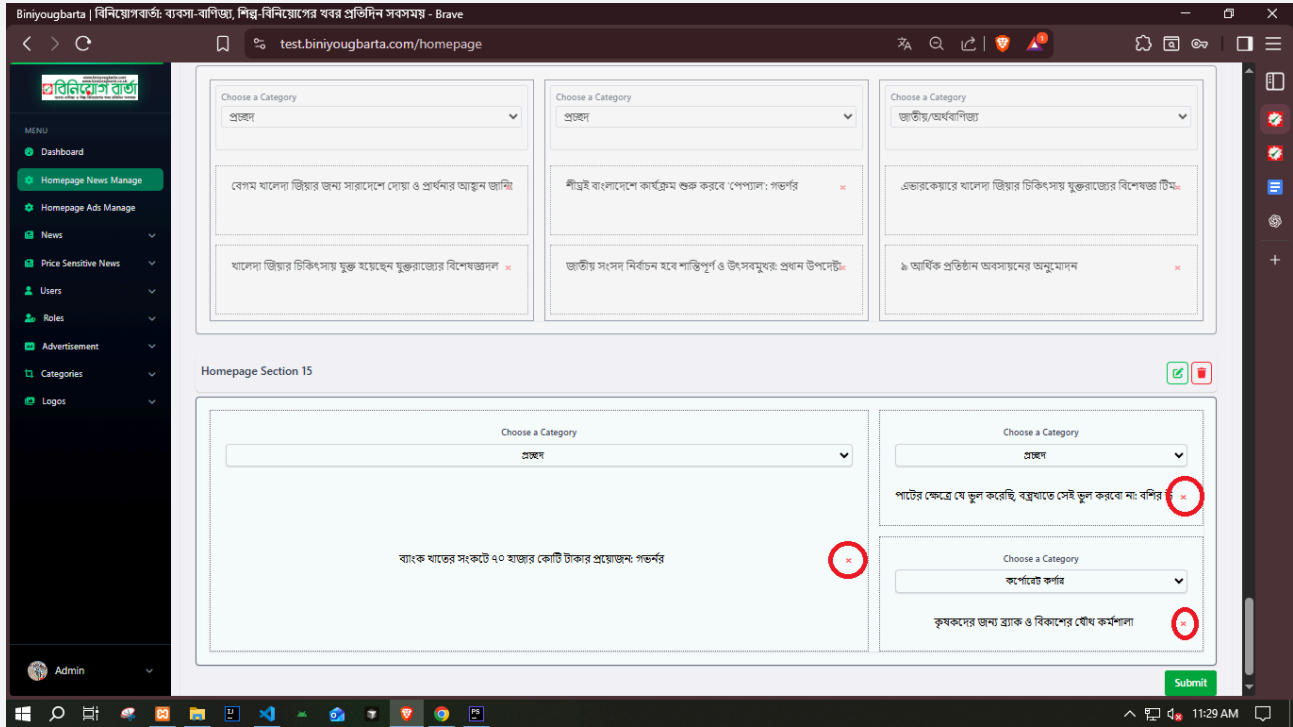 Biniyougbarta | বিনিয়োগবার্তা: ব্যবসা-বাণিজ্য, শিল্প-বিনিয়োগের খবর প্রতিদিন সবসময় - Brave
test.biniyougbarta.com/homepage
1
বিনিয়োগ বার্তা
MENU
Dashboard
Homepage News Manage
Homepage Ads Manage
News
Price Sensitive News
Users
Roles
Advertisement
Categories
Logos
Admin
Choose a Category
প্রচ্ছদ
Choose a Category
প্রচ্ছদ
Choose a Category
জাতীয়/অর্থবাণিজ্য
বেগম খালেদা জিয়ার জন্য সারাদেশে দোয়া ও প্রার্থনার আহ্বান
শীঘ্রই বাংলাদেশে কার্যক্রম শুরু করবে 'পেপ্যাল': গভর্নর
এভারকেয়ারে খালেদা জিয়ার চিকিৎসায় যুক্তরাজ্যের বিশেষজ্ঞ টিম
খালেদা জিয়ার চিকিৎসায় যুক্ত হয়েছেন যুক্তরাজ্যের বিশেষজ্ঞদল
জাতীয় সংসদ নির্বাচন হবে শান্তিপূর্ণ ও উৎসবমুখর: প্রধান উপদেষ্টা
৯ আর্থিক প্রতিষ্ঠান অবসায়নের অনুমোদন
Homepage Section 15
Choose a Category
প্রচ্ছদ
ব্যাংক খাতের সংকটে ৭০ হাজার কোটি টাকার প্রয়োজন: গভর্নর
Choose a Category
প্রচ্ছদ
পাটের ক্ষেত্রে যে ভুল করেছি, বস্ত্রখাতে সেই ভুল করবো না: বশির
Choose a Category
কর্পোরেট কর্ণার
কৃষকদের জন্য ব্র্যাক ও বিকাশের যৌথ কর্মশালা
Submit
11:29 AM